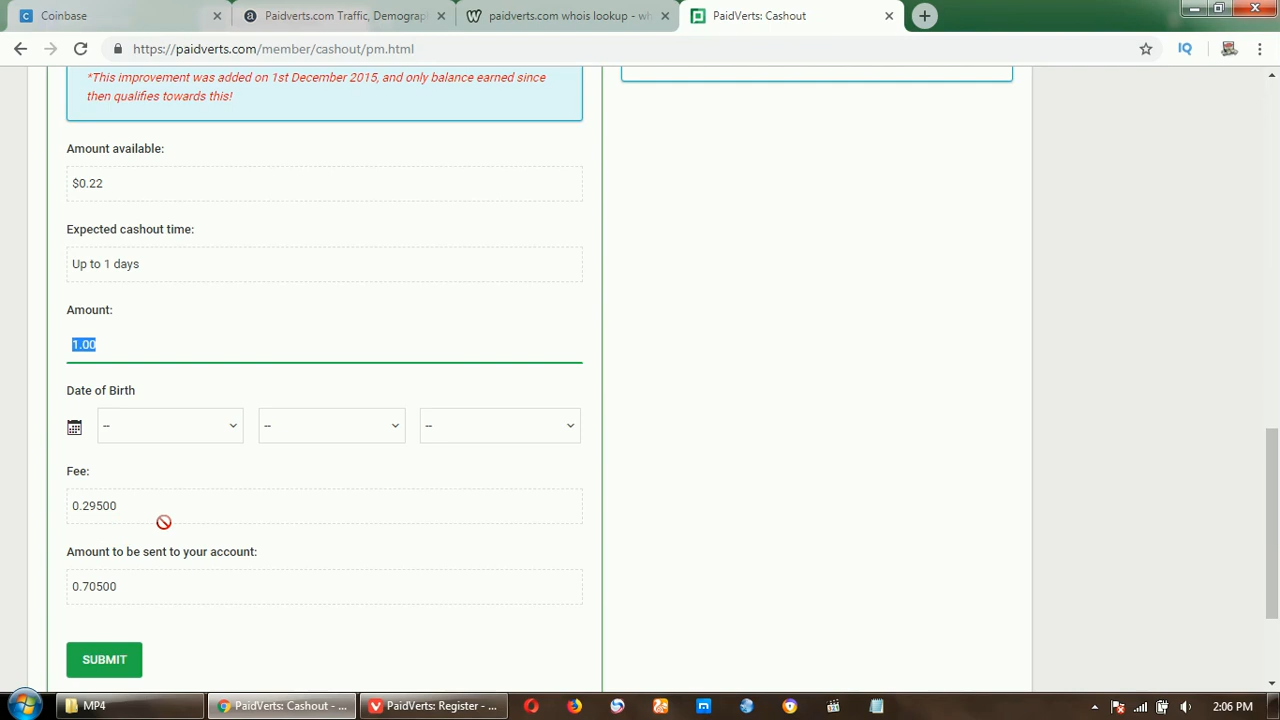 Coinbase
Paidverts.com Traffic, Demograp
paidverts.com whois lookup - wh
PaidVerts: Cashout
https://paidverts.com/member/cashout/pm.html
IQ
*This improvement was added on 1st December 2015, and only balance earned since
then qualifies towards this!
Amount available:
$0.22
Expected cashout time:
Up to 1 days
Amount:
1.00
Date of Birth
--
--
--
Fee:
0.29500
Amount to be sent to your account:
0.70500
SUBMIT
MP4
PaidVerts: Cashout - ...
PaidVerts: Register - ...
2:06 PM